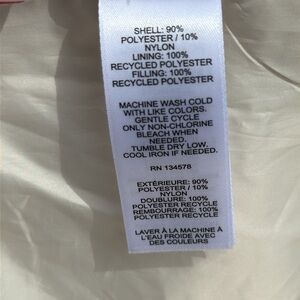 SHELL: 90%
POLYESTER / 10%
NYLON
LINING: 100%
RECYCLED POLYESTER
FILLING: 100%
RECYCLED POLYESTER
MACHINE WASH COLD
WITH LIKE COLORS.
GENTLE CYCLE
ONLY NON-CHLORINE
BLEACH WHEN
NEEDED.
TUMBLE DRY LOW.
COOL IRON IF NEEDED.
RN 134578
EXTÉRIEURE: 90%
POLYESTER / 10%
NYLON
DOUBLURE: 100%
POLYESTER RECYCLE
REMBOURRAGE: 100%
POLYESTER RECYCLE
LAVER À LA MACHINE À
L'EAU FROIDE AVEC
DES COULEURS